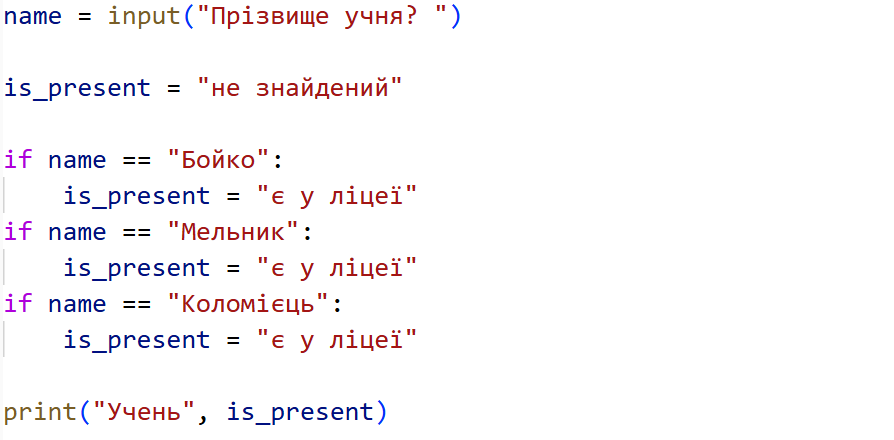 name = input("Прізвище учня? ")
is_present = "не знайдений"
if name == "Бойко":
    is_present = "є у ліцеї"
if name == "Мельник":
    is_present = "є у ліцеї"
if name == "Коломієць":
    is_present = "є у ліцеї"
print("Учень", is_present)